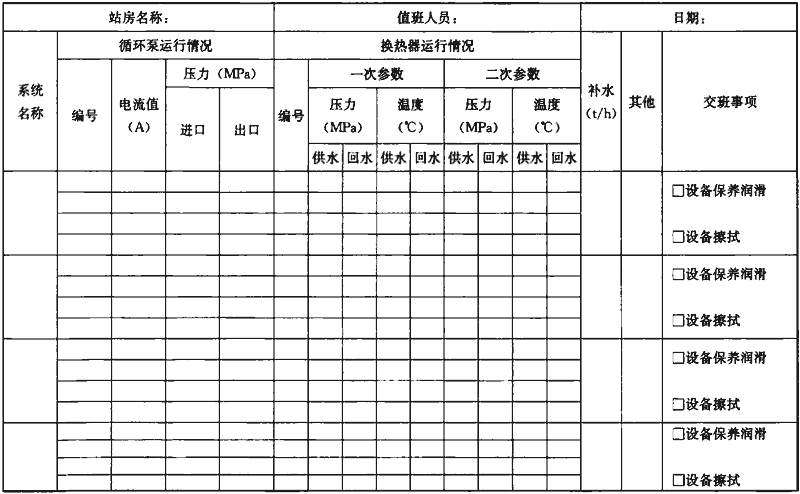 站房名称： 值班人员： 日期：
系统名称 循环泵运行情况 换热器运行情况 补水（t/h） 其他 交班事项
编号 电流值（A） 压力（MPa） 编号 一次参数 二次参数
进口 出口 压力（MPa） 温度（℃） 压力（MPa） 温度（℃）
供水 回水 供水 回水 供水 回水 供水 回水
□设备保养润滑
□设备擦拭
□设备保养润滑
□设备擦拭
□设备保养润滑
□设备擦拭
□设备保养润滑
□设备擦拭